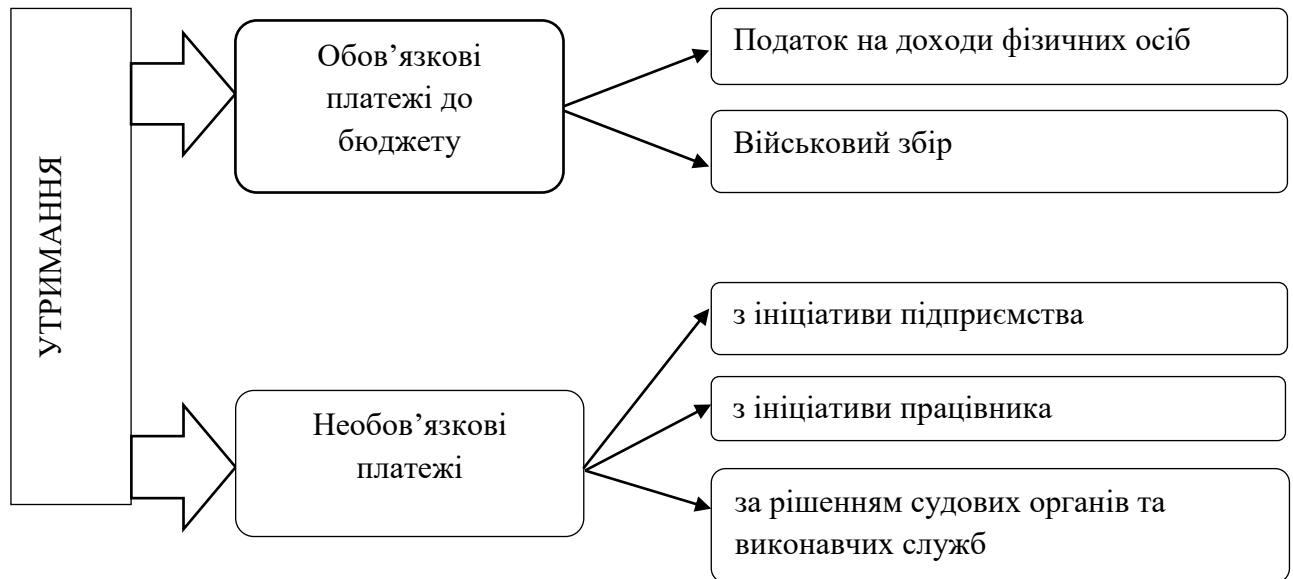 УТРИМАННЯ
Обов’язкові
платежі до
бюджету
Податок на доходи фізичних осіб
Військовий збір
Необов’язкові
платежі
з ініціативи підприємства
з ініціативи працівника
за рішенням судових органів та
виконавчих служб